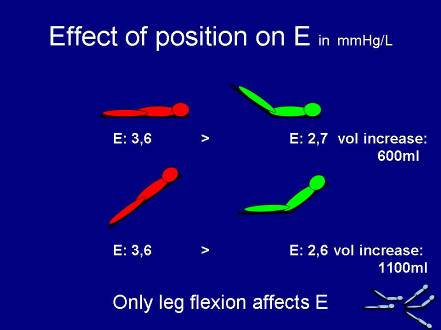 Effect of position on E in mmHg/L
E: 3,6 > E: 2,7 vol increase:
600ml
E: 3,6 > E: 2,6 vol increase:
1100ml
Only leg flexion affects E